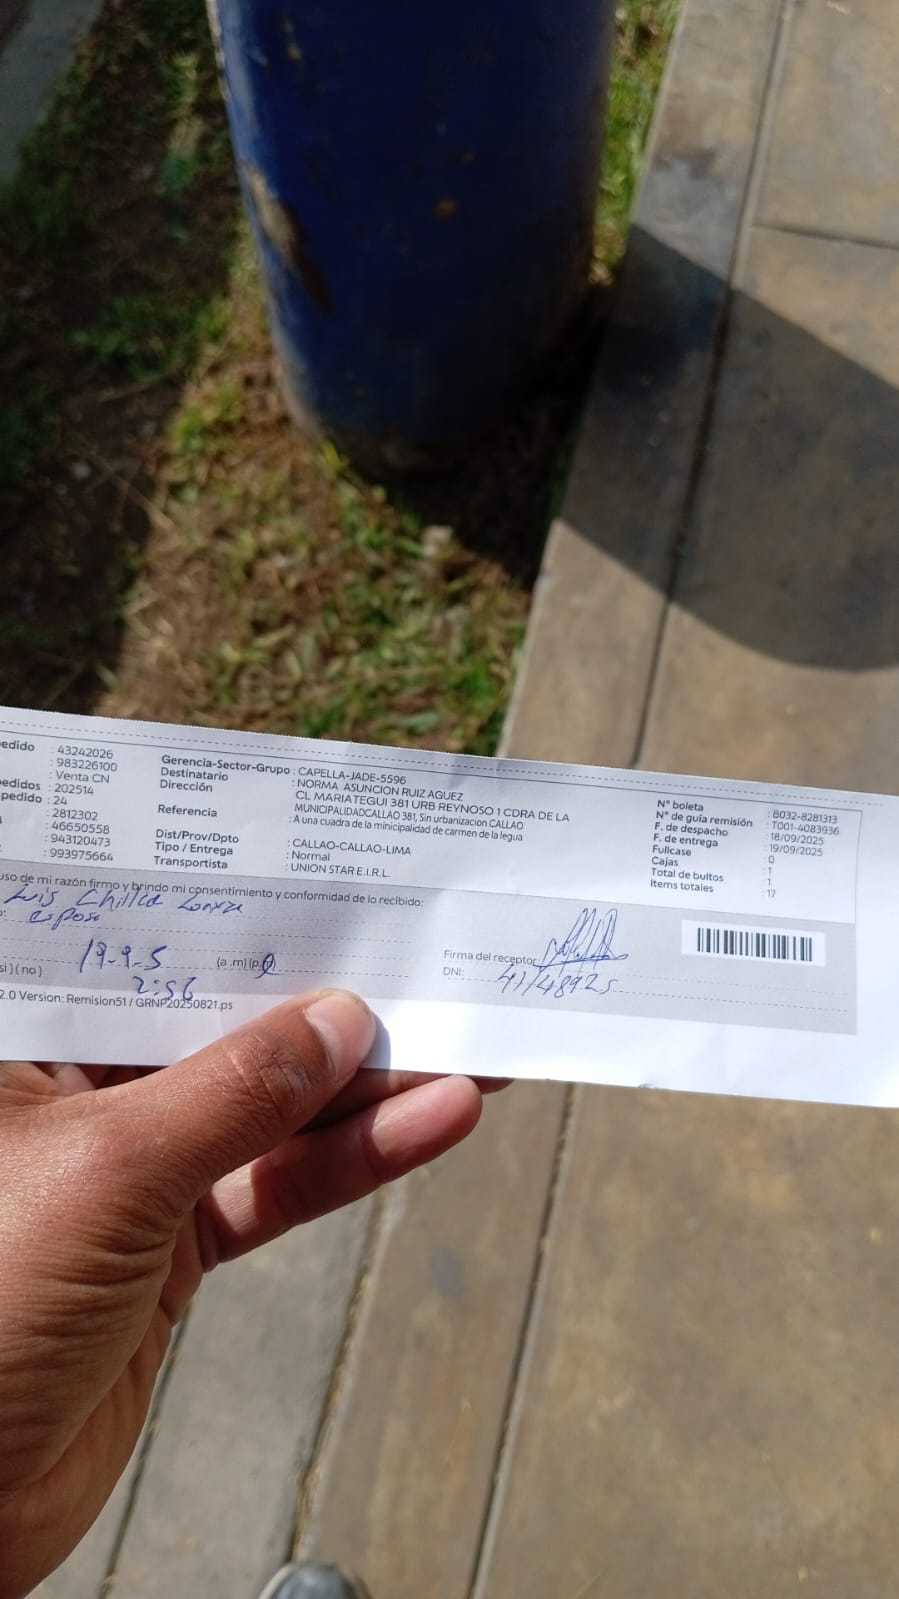 edido : 43242026
: 983226100
: Venta CN
edidos : 202514
pedido : 24
: 2812302
: 46650558
: 943120473
: 993975664
Gerencia-Sector-Grupo : CAPELLA-JADE-5596
Destinatario : NORMA ASUNCION RUIZ AGUEZ
Dirección : CL MARIATEGUI 381 URB REYNOSO 1 CDRA DE LA
MUNICIPALIDADCALLAO 381, Sin urbanizacion CALLAO
Referencia : A una cuadra de la minicipalidad de carmen de la legua
Dist/Prov/Dpto : CALLAO-CALLAO-LIMA
Tipo / Entrega : Normal
Transportista : UNION STAR E.I.R.L.
N° boleta : B032-8281313
N° de guía remisión : T001-4083936
F. de despacho : 18/09/2025
F. de entrega : 19/09/2025
Fullcase : 0
Cajas : 1
Total de bultos : 1
Items totales : 17
uso de mi razón firmo y brindo mi consentimiento y conformidad de lo recibido:
Luis Chillca
o: esposo
si ) ( no ) 19-9-5 (a .m) (p.
2:56
Firma del receptor
DNI: 41148925
2.0 Version: Remision51 / GRNP20250821.ps